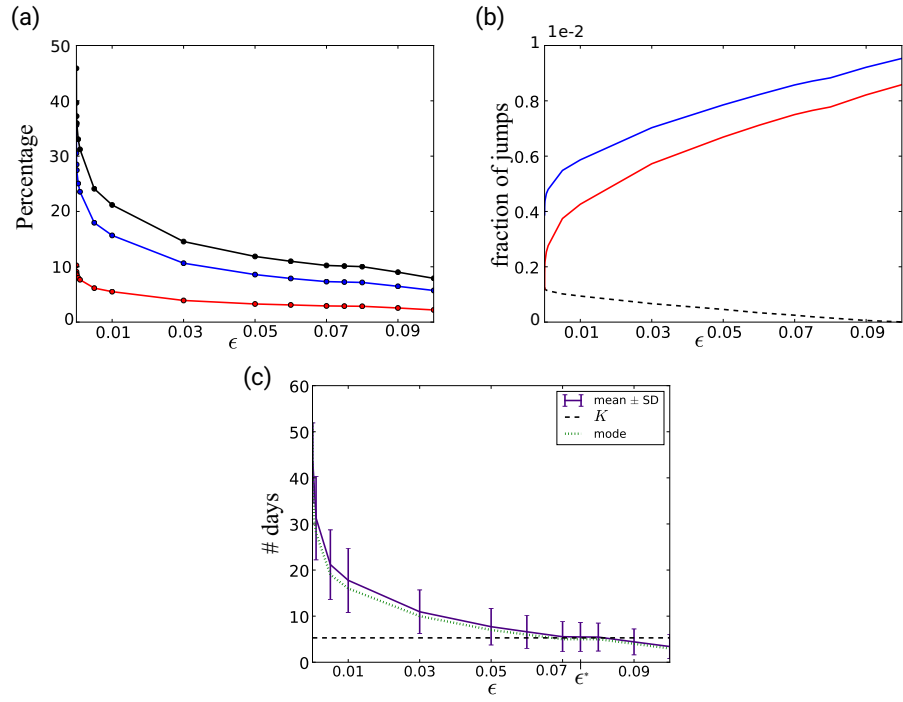 (a)
50
40
30
20
10
0
Percentage
0.01 0.03 0.05 0.07 0.09
ϵ
(b)
1e-2
1
0.8
0.6
0.4
0.2
0
fraction of jumps
0.01 0.03 0.05 0.07 0.09
ϵ
(c)
60
50
40
30
20
10
0
# days
mean ± SD
K
mode
0.01 0.03 0.05 0.07 ϵ* 0.09
ϵ